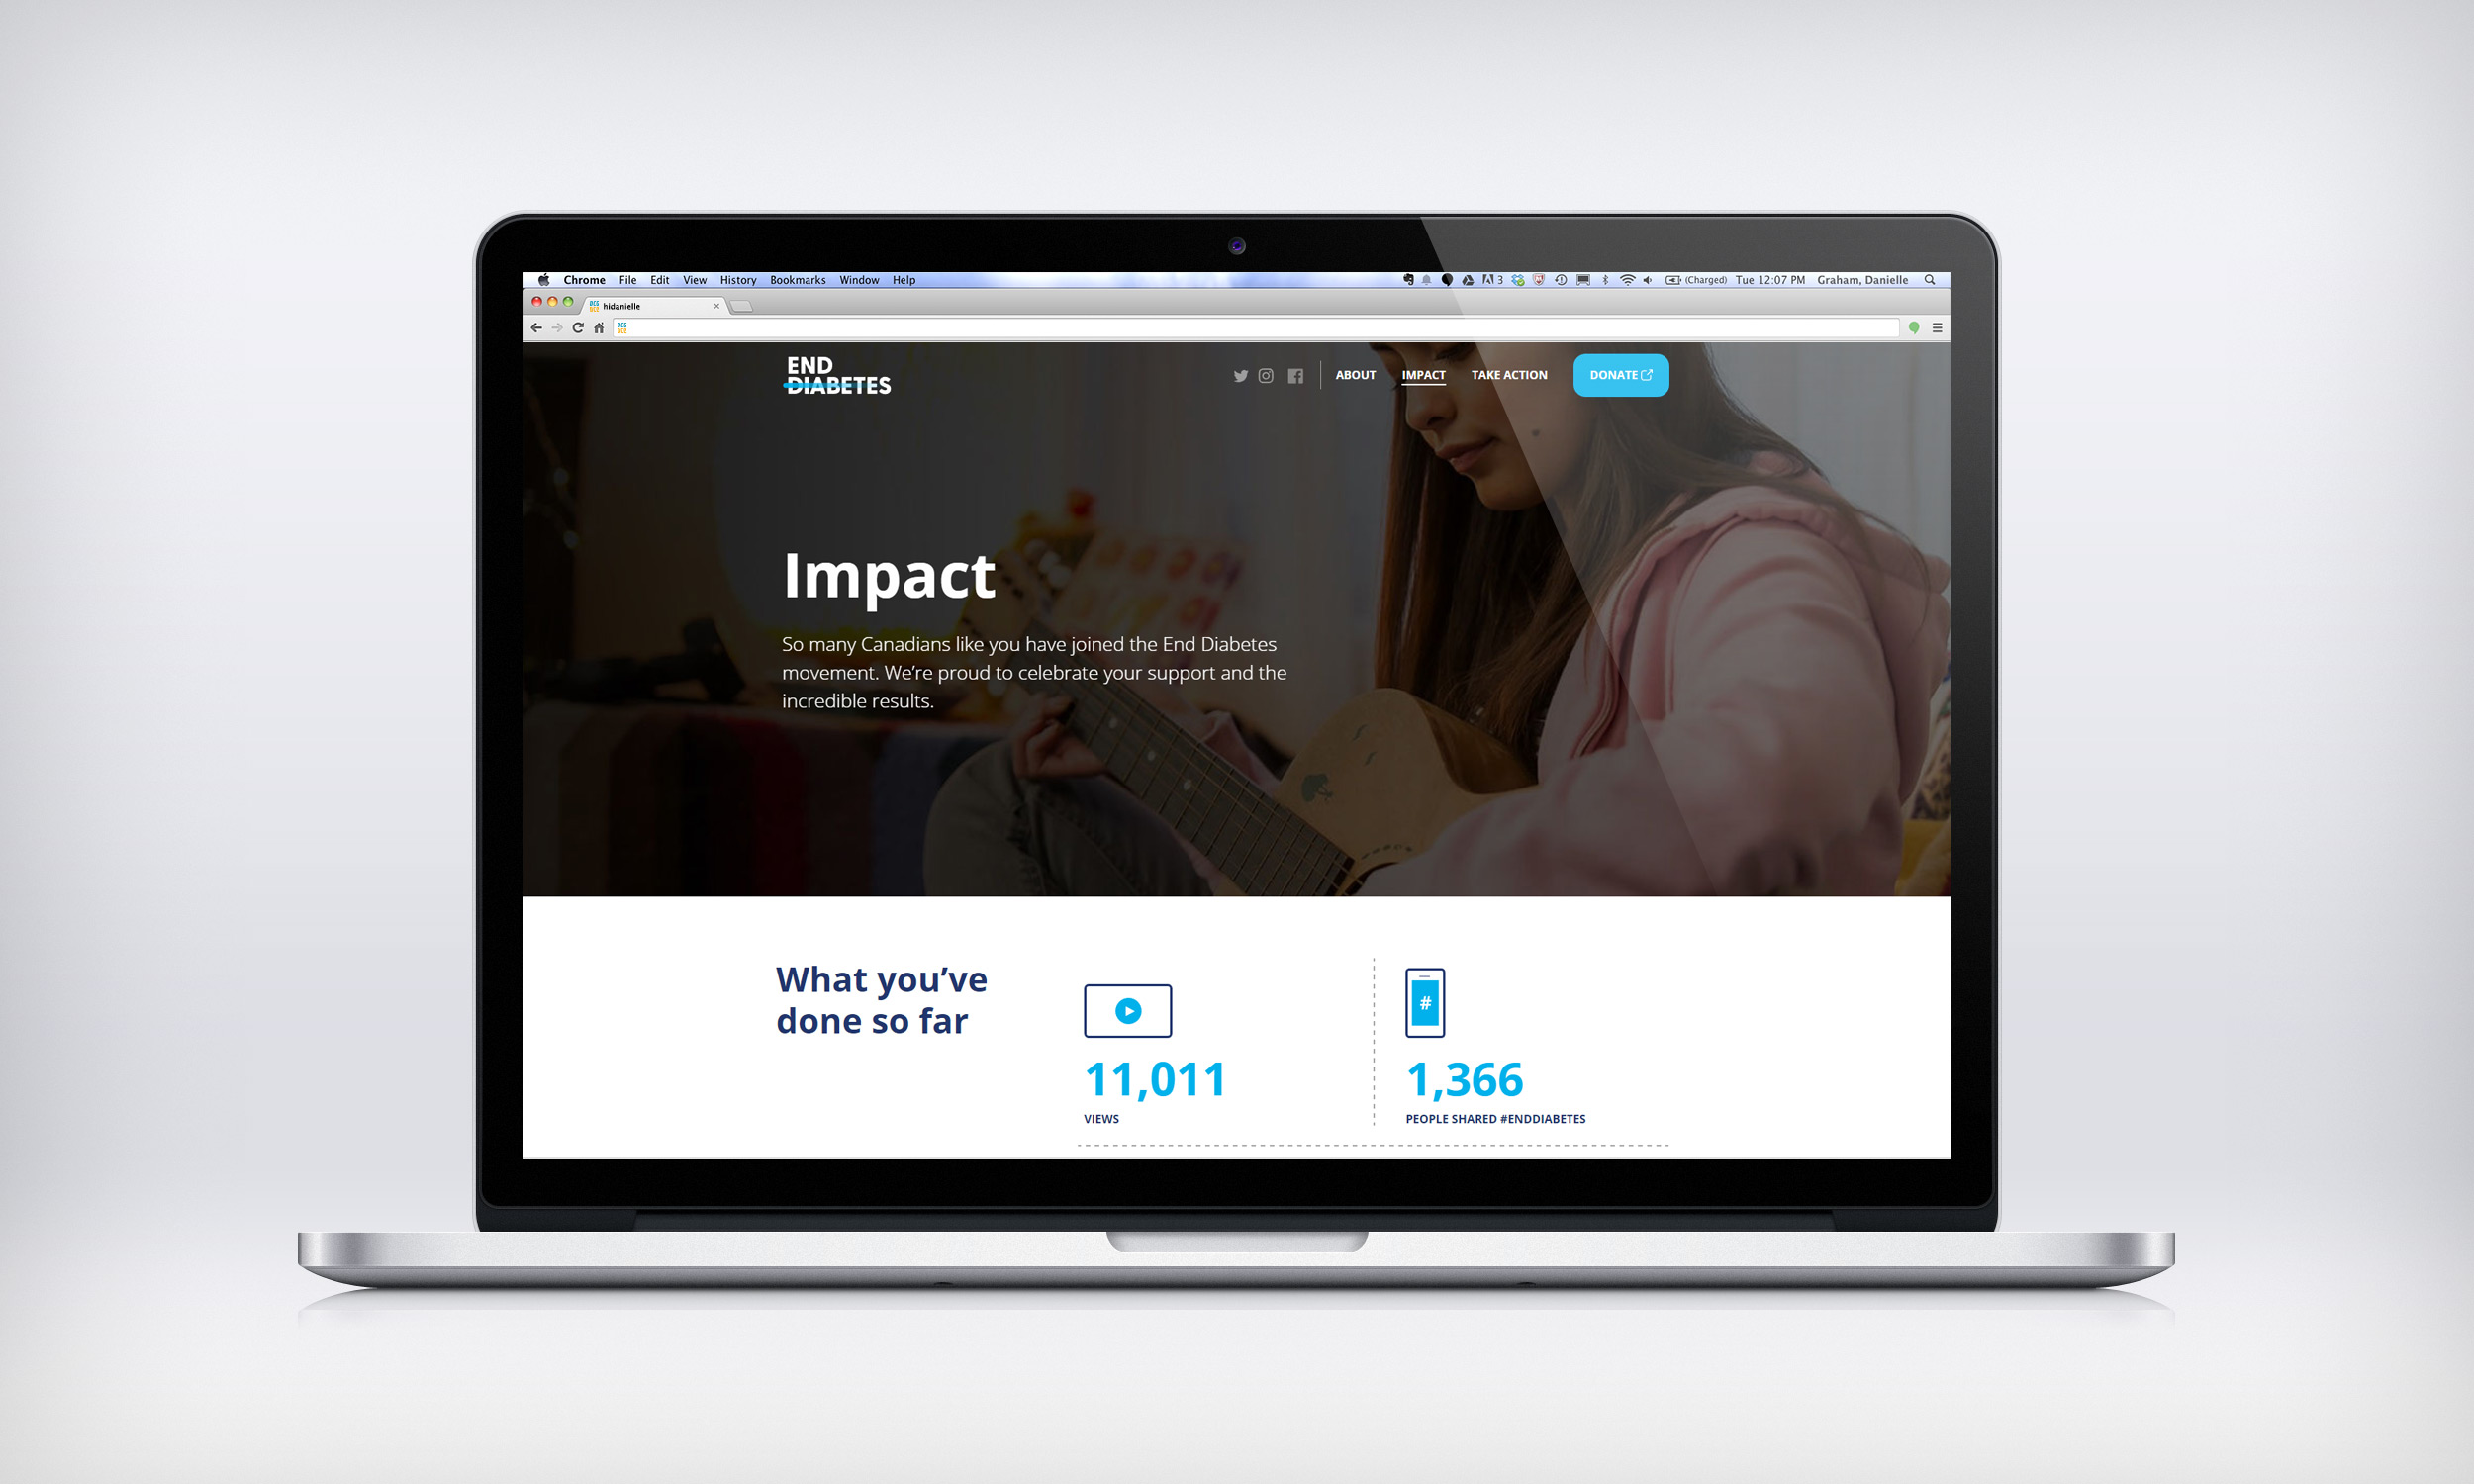 Chrome File Edit View History Bookmarks Window Help 3 (Charged) Tue 12:07 PM Graham, Danielle
hidanielle
END
DIABETES
ABOUT IMPACT TAKE ACTION DONATE
Impact
So many Canadians like you have joined the End Diabetes
movement. We’re proud to celebrate your support and the
incredible results.
What you’ve
done so far
#
11,011
VIEWS
1,366
PEOPLE SHARED #ENDDIABETES